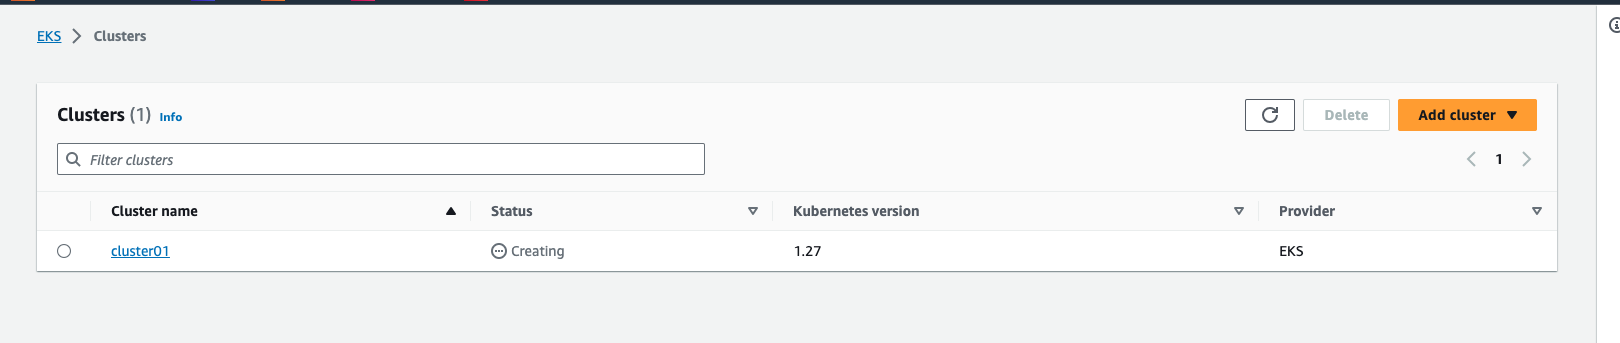 EKS > Clusters
Clusters (1) Info
Delete
Add cluster
Filter clusters
1
Cluster name Status Kubernetes version Provider
cluster01 Creating 1.27 EKS